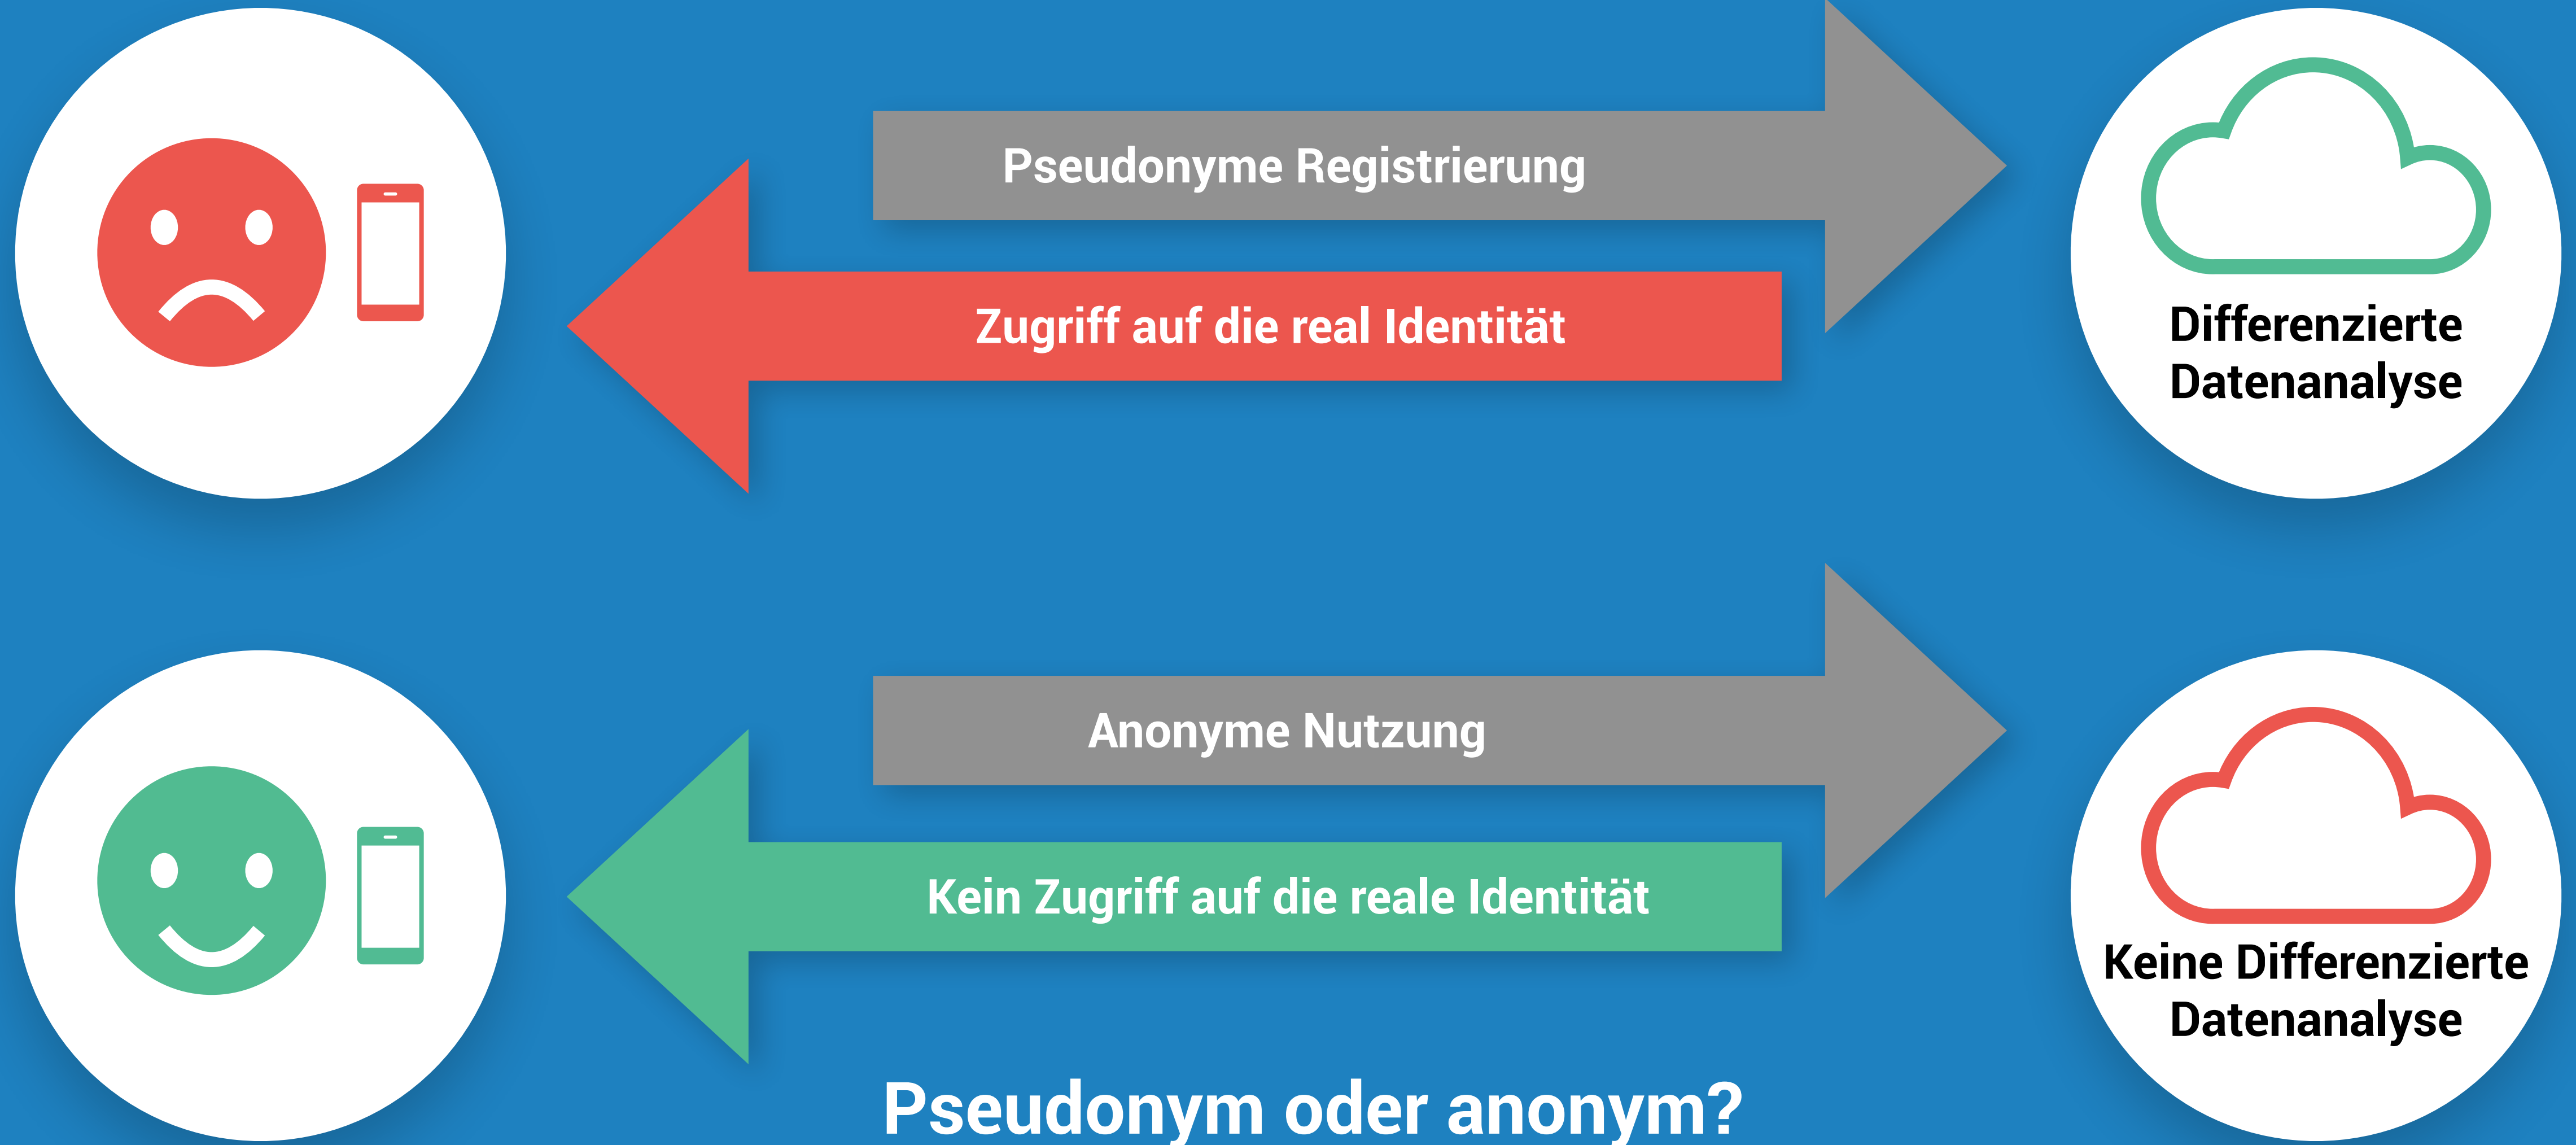 Pseudonyme Registrierung
Zugriff auf die real Identität
Differenzierte
Datenanalyse
Anonyme Nutzung
Kein Zugriff auf die reale Identität
Keine Differenzierte
Datenanalyse
Pseudonym oder anonym?